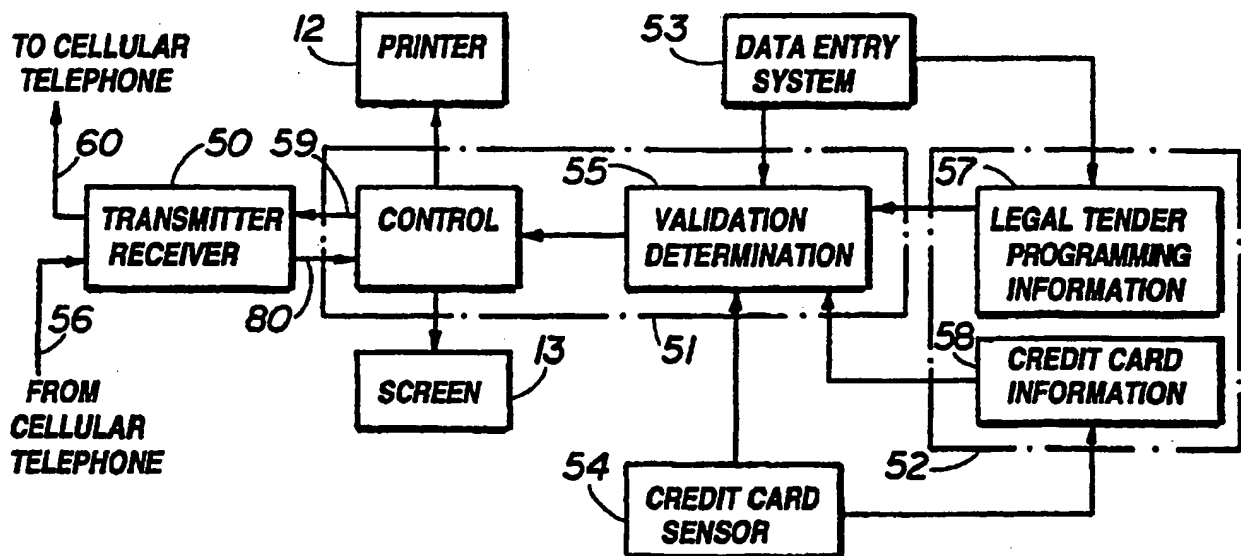 TO CELLULAR
TELEPHONE
12
PRINTER
53
DATA ENTRY
SYSTEM
60
50
59
55
57
TRANSMITTER
RECEIVER
CONTROL
VALIDATION
DETERMINATION
LEGAL TENDER
PROGRAMMING
INFORMATION
56
80
51
58
13
SCREEN
CREDIT CARD
INFORMATION
FROM
CELLULAR
TELEPHONE
54
52
CREDIT CARD
SENSOR